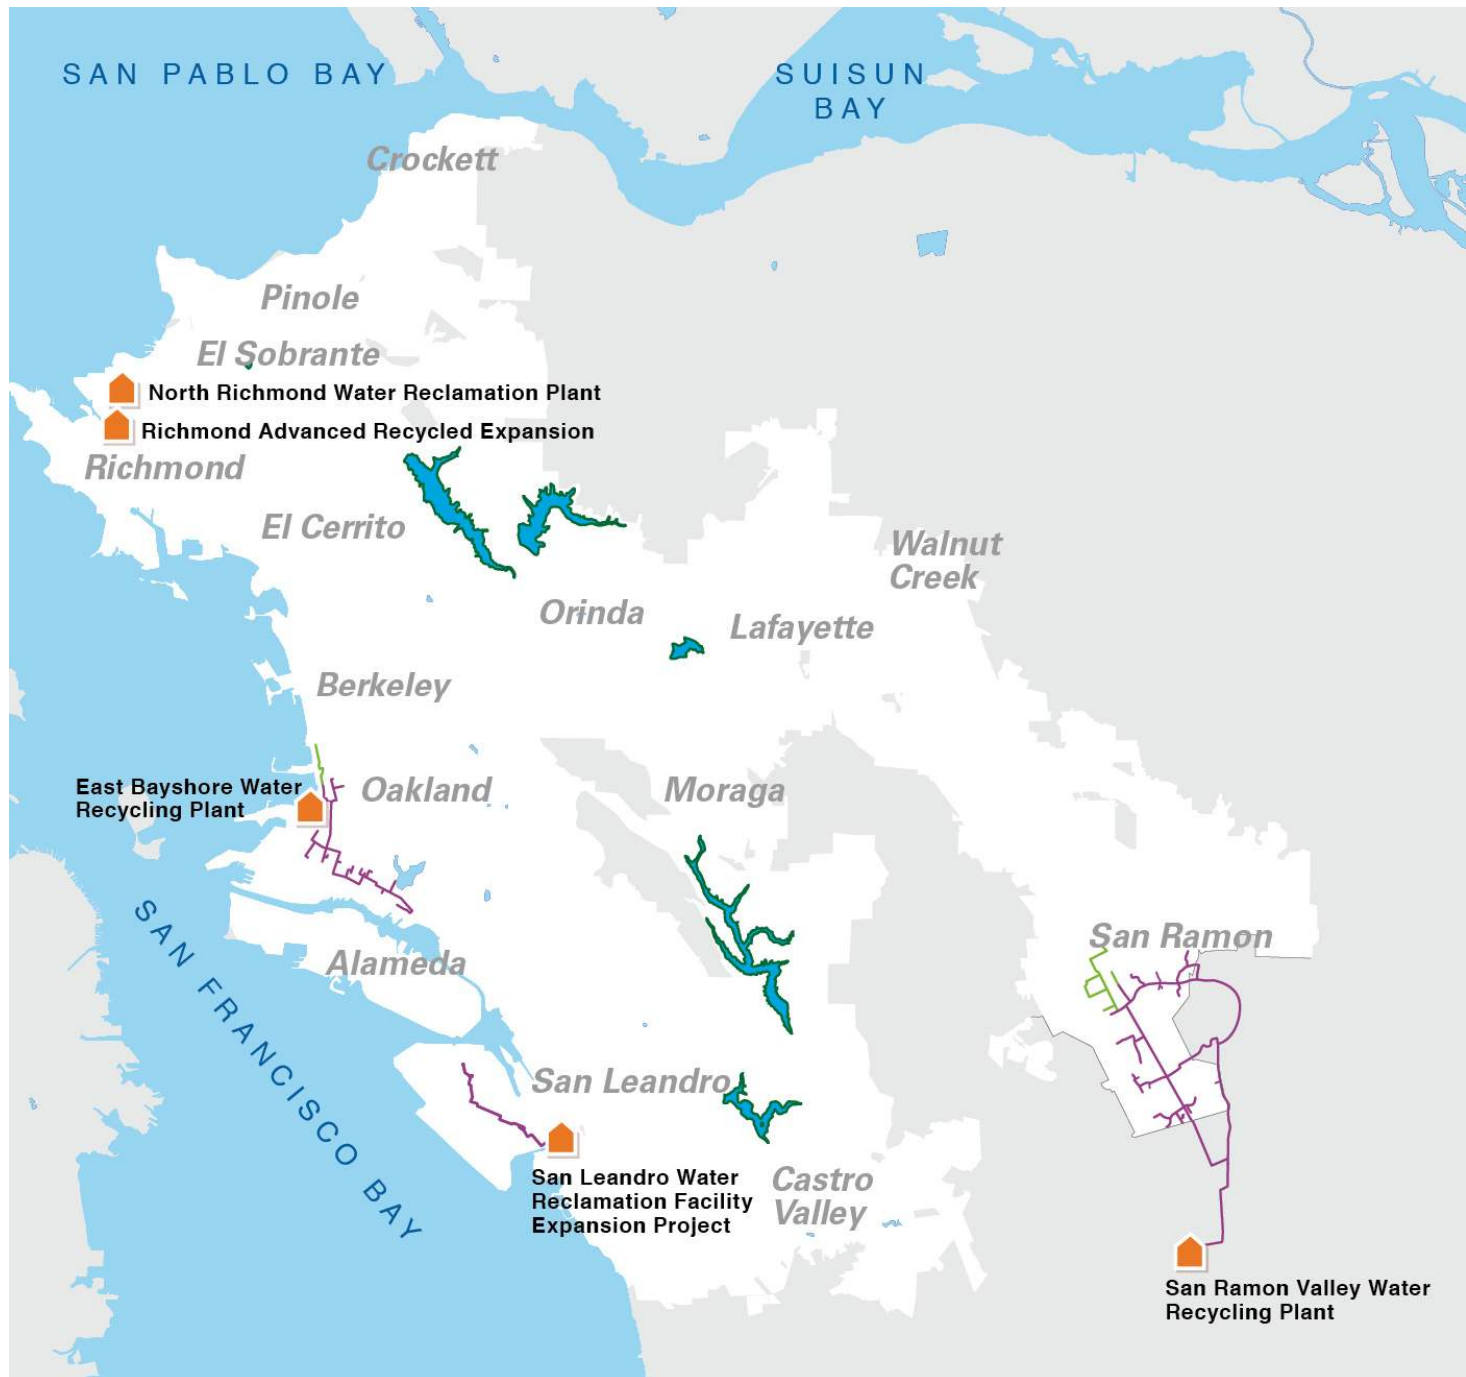 SAN PABLO BAY
SUISUN
BAY
Crockett
Pinole
El Sobrante
North Richmond Water Reclamation Plant
Richmond Advanced Recycled Expansion
Richmond
El Cerrito
Walnut
Creek
Orinda
Lafayette
Berkeley
East Bayshore Water
Recycling Plant
Oakland
Moraga
SAN FRANCISCO BAY
Alameda
San Ramon
San Leandro
San Leandro Water
Reclamation Facility
Expansion Project
Castro
Valley
San Ramon Valley Water
Recycling Plant